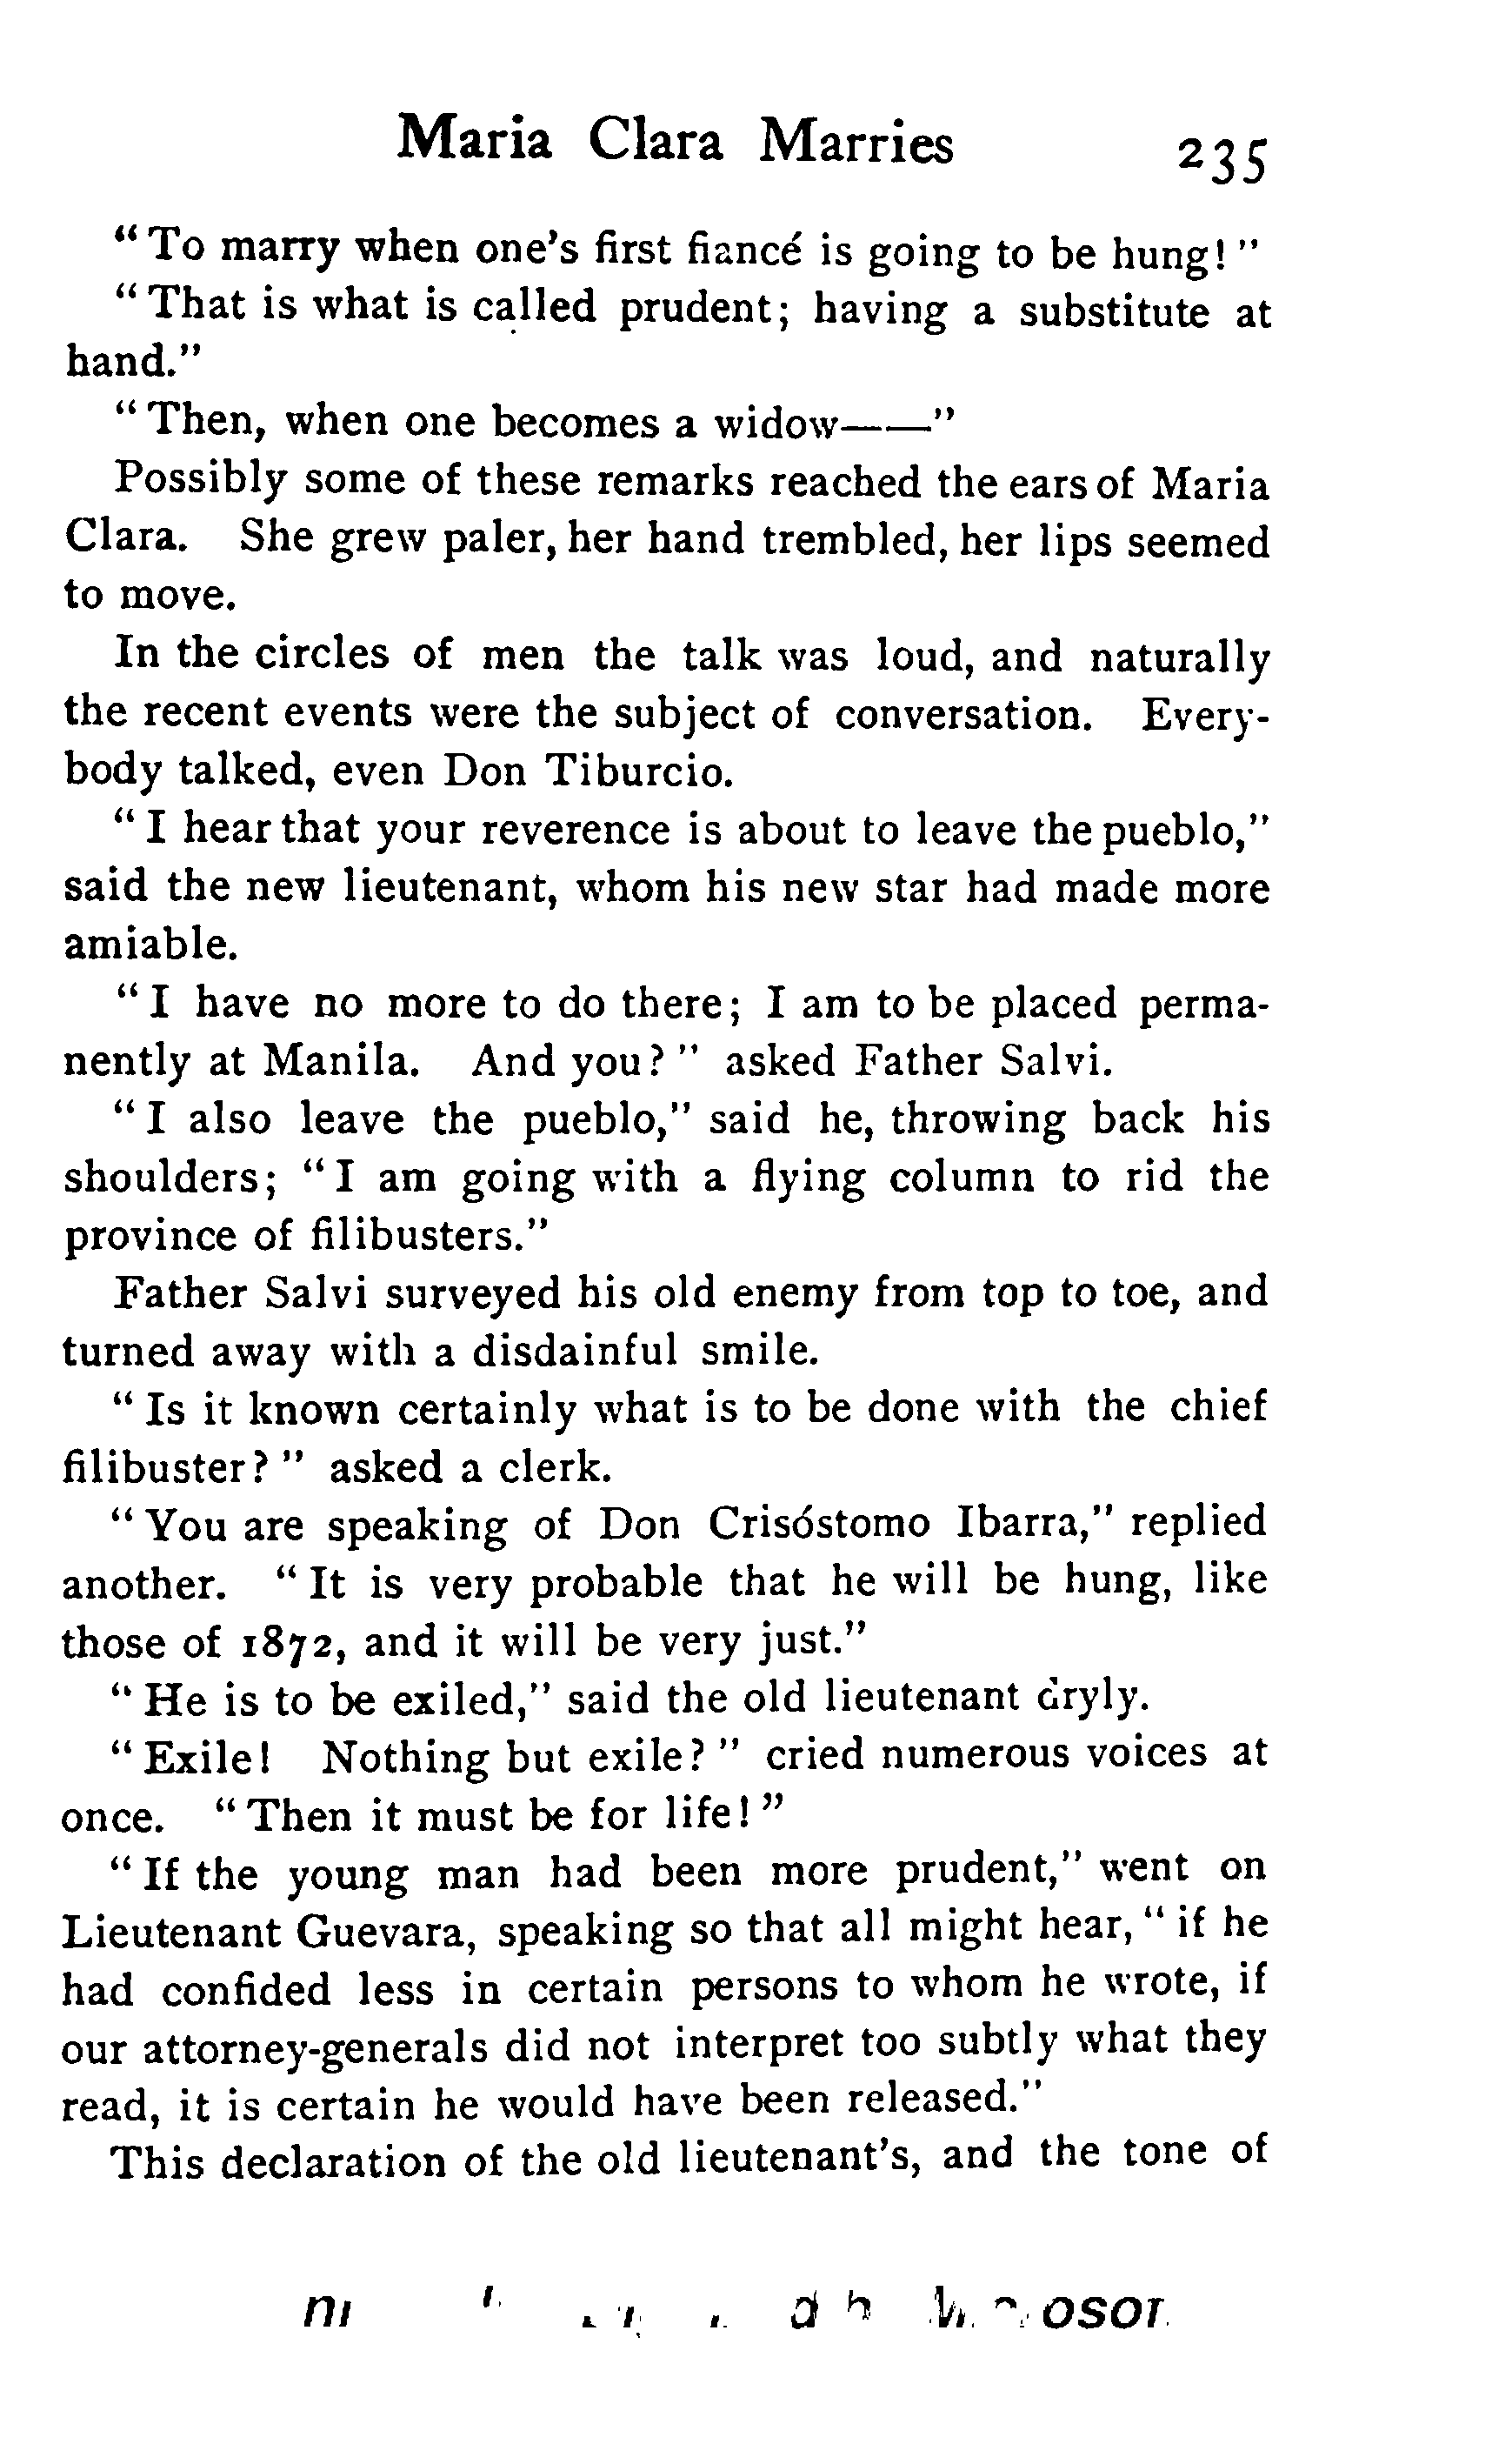 Maria Clara Marries 235
"To marry when one's first fiancé is going to be hung!"
"That is what is called prudent; having a substitute at
hand."
"Then, when one becomes a widow——"
Possibly some of these remarks reached the ears of Maria
Clara. She grew paler, her hand trembled, her lips seemed
to move.
In the circles of men the talk was loud, and naturally
the recent events were the subject of conversation. Every-
body talked, even Don Tiburcio.
"I hear that your reverence is about to leave the pueblo,"
said the new lieutenant, whom his new star had made more
amiable.
"I have no more to do there; I am to be placed perma-
nently at Manila. And you?" asked Father Salvi.
"I also leave the pueblo," said he, throwing back his
shoulders; "I am going with a flying column to rid the
province of filibusters."
Father Salvi surveyed his old enemy from top to toe, and
turned away with a disdainful smile.
"Is it known certainly what is to be done with the chief
filibuster?" asked a clerk.
"You are speaking of Don Crisóstomo Ibarra," replied
another. "It is very probable that he will be hung, like
those of 1872, and it will be very just."
"He is to be exiled," said the old lieutenant dryly.
"Exile! Nothing but exile?" cried numerous voices at
once. "Then it must be for life!"
"If the young man had been more prudent," went on
Lieutenant Guevara, speaking so that all might hear, "if he
had confided less in certain persons to whom he wrote, if
our attorney-generals did not interpret too subtly what they
read, it is certain he would have been released."
This declaration of the old lieutenant's, and the tone of